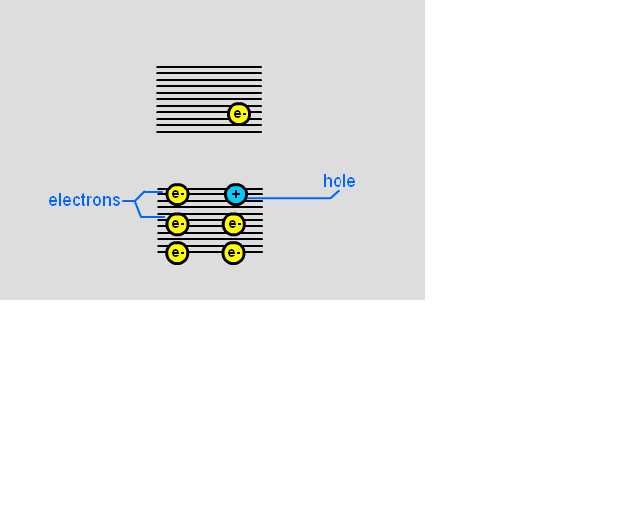 e-
hole
electrons
e- +
e- e-
e- e-